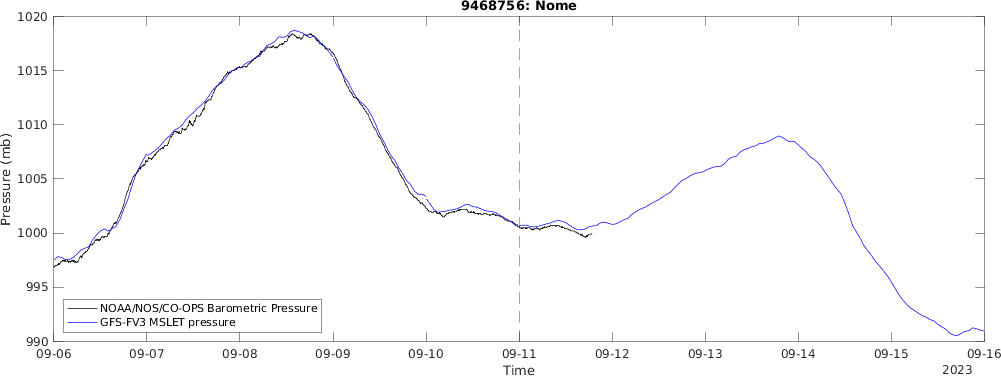 9468756: Nome
1020
1015
1010
1005
1000
995
990
Pressure (mb)
NOAA/NOS/CO-OPS Barometric Pressure
GFS-FV3 MSLET pressure
09-06 09-07 09-08 09-09 09-10 09-11 09-12 09-13 09-14 09-15 09-16
Time
2023